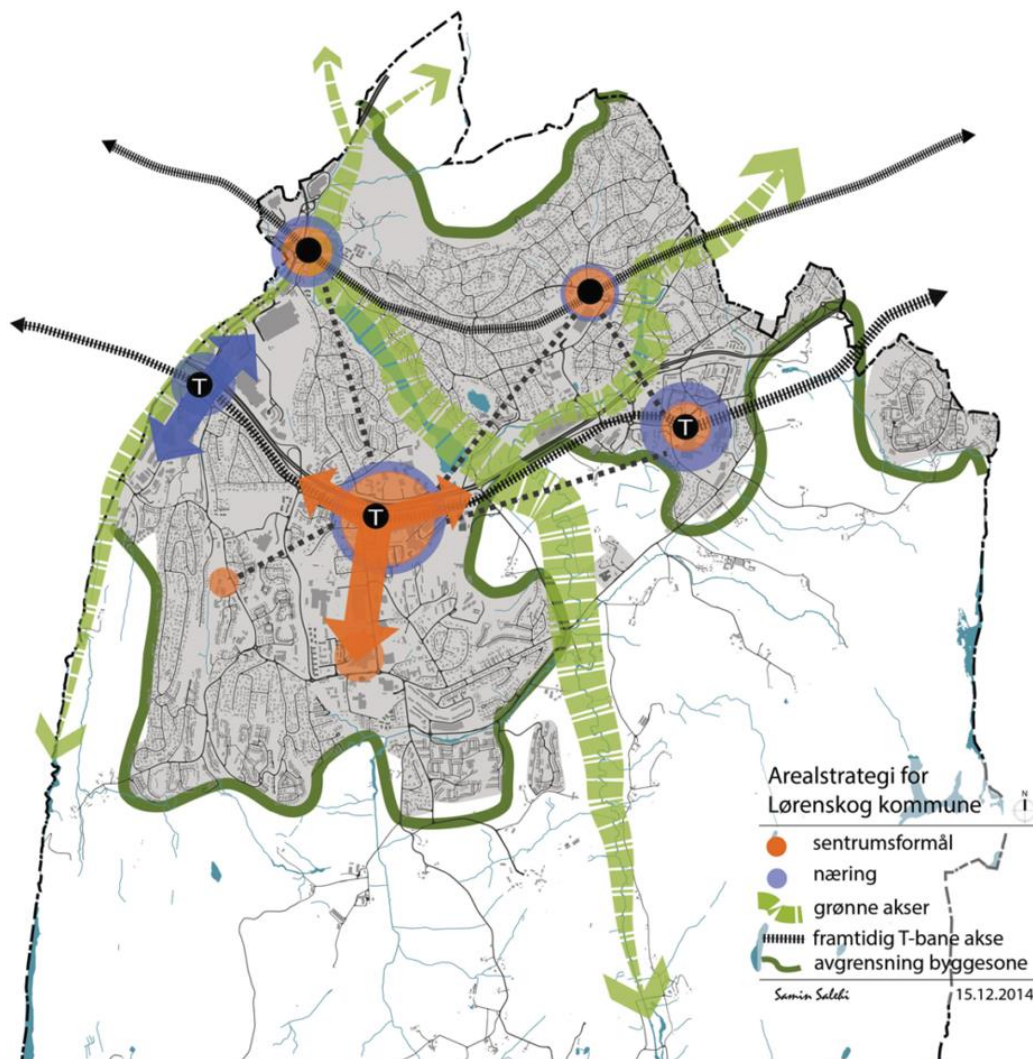 T
T
T
Arealstrategi for
Lørenskog kommune
N
sentrumsformål
næring
grønne akser
framtidig T-bane akse
avgrensning byggesone
Samin Salehi 15.12.2014